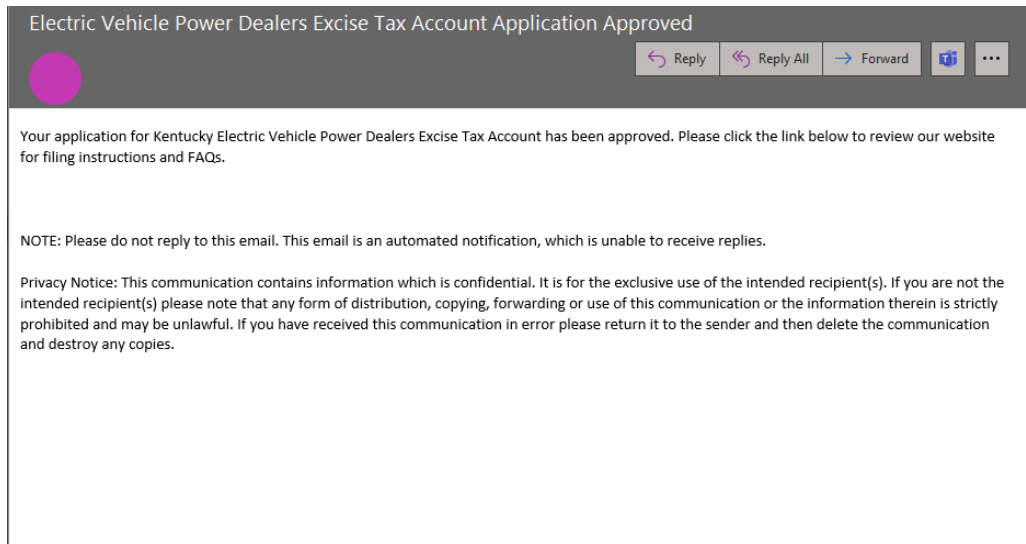 Electric Vehicle Power Dealers Excise Tax Account Application Approved
Reply
Reply All
Forward
Your application for Kentucky Electric Vehicle Power Dealers Excise Tax Account has been approved. Please click the link below to review our website
for filing instructions and FAQs.
NOTE: Please do not reply to this email. This email is an automated notification, which is unable to receive replies.
Privacy Notice: This communication contains information which is confidential. It is for the exclusive use of the intended recipient(s). If you are not the
intended recipient(s) please note that any form of distribution, copying, forwarding or use of this communication or the information therein is strictly
prohibited and may be unlawful. If you have received this communication in error please return it to the sender and then delete the communication
and destroy any copies.